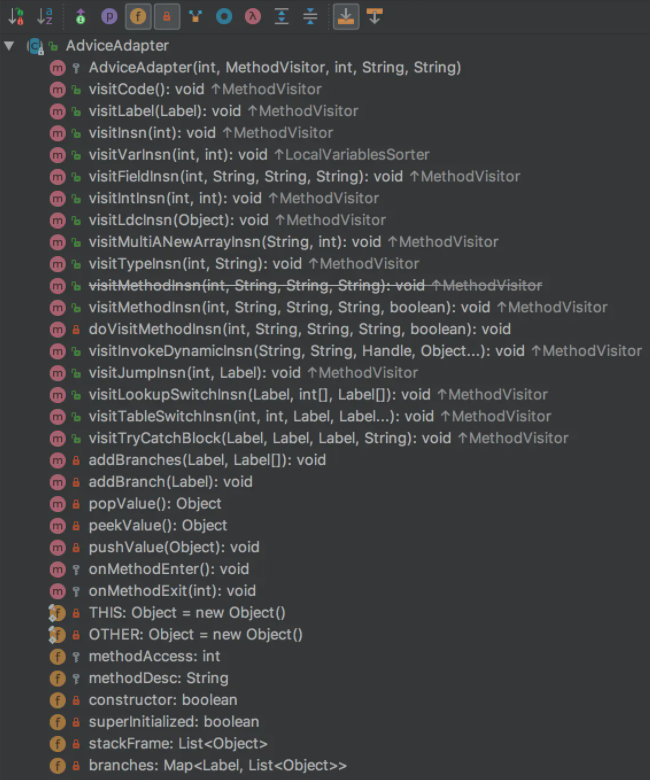 AdviceAdapter
AdviceAdapter(int, MethodVisitor, int, String, String)
visitCode(): void ↑MethodVisitor
visitLabel(Label): void ↑MethodVisitor
visitInsn(int): void ↑MethodVisitor
visitVarInsn(int, int): void ↑LocalVariablesSorter
visitFieldInsn(int, String, String, String): void ↑MethodVisitor
visitIntInsn(int, int): void ↑MethodVisitor
visitLdcInsn(Object): void ↑MethodVisitor
visitMultiANewArrayInsn(String, int): void ↑MethodVisitor
visitTypeInsn(int, String): void ↑MethodVisitor
visitMethodInsn(int, String, String, String): void ↑MethodVisitor
visitMethodInsn(int, String, String, String, boolean): void ↑MethodVisitor
doVisitMethodInsn(int, String, String, String, boolean): void
visitInvokeDynamicInsn(String, String, Handle, Object...): void ↑MethodVisitor
visitJumpInsn(int, Label): void ↑MethodVisitor
visitLookupSwitchInsn(Label, int[], Label[]): void ↑MethodVisitor
visitTableSwitchInsn(int, int, Label, Label...): void ↑MethodVisitor
visitTryCatchBlock(Label, Label, Label, String): void ↑MethodVisitor
addBranches(Label, Label[]): void
addBranch(Label): void
popValue(): Object
peekValue(): Object
pushValue(Object): void
onMethodEnter(): void
onMethodExit(int): void
THIS: Object = new Object()
OTHER: Object = new Object()
methodAccess: int
methodDesc: String
constructor: boolean
superInitialized: boolean
stackFrame: List<Object>
branches: Map<Label, List<Object>>